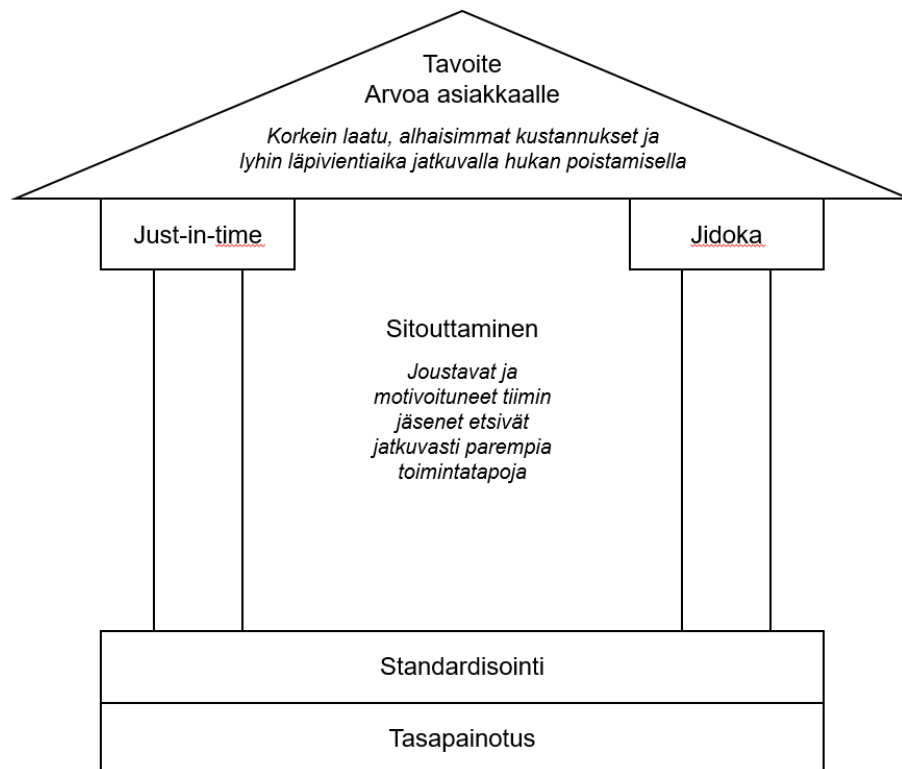 Tavoite
Arvoa asiakkaalle
Korkein laatu, alhaisimmat kustannukset ja
lyhin läpivientiaika jatkuvalla hukan poistamisella
Just-in-time
Jidoka
Sitouttaminen
Joustavat ja
motivoituneet tiimin
jäsenet etsivät
jatkuvasti parempia
toimintatapoja
Standardisointi
Tasapainotus